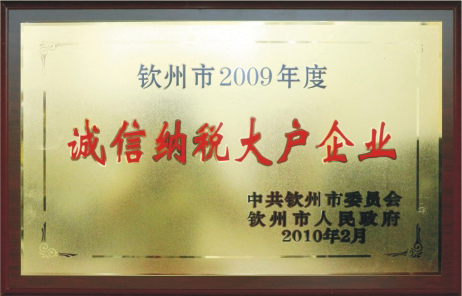 钦州市2009年度
诚信纳税大户企业
中共钦州市委员会
钦州市人民政府
2010年2月